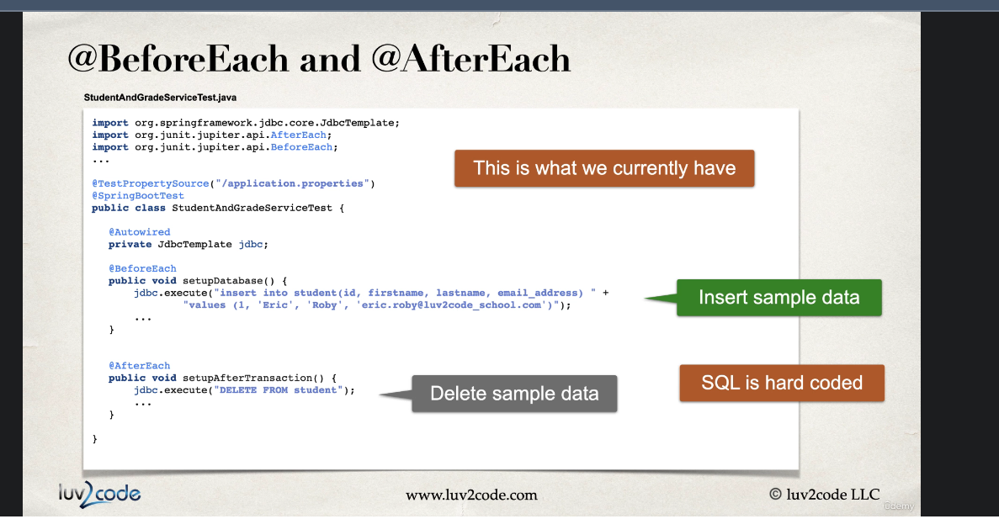 @BeforeEach and @AfterEach
StudentAndGradeServiceTest.java
import org.springframework.jdbc.core.JdbcTemplate;
import org.junit.jupiter.api.AfterEach;
import org.junit.jupiter.api.BeforeEach;
...
This is what we currently have
@TestPropertySource("/application.properties")
@SpringBootTest
public class StudentAndGradeServiceTest {
@Autowired
private JdbcTemplate jdbc;
@BeforeEach
public void setupDatabase() {
jdbc.execute("insert into student(id, firstname, lastname, email_address) " +
"values (1, 'Eric', 'Roby', 'eric.roby@luv2code_school.com')");
...
}
Insert sample data
@AfterEach
public void setupAfterTransaction() {
jdbc.execute("DELETE FROM student");
...
}
}
Delete sample data
SQL is hard coded
luv2code
www.luv2code.com
© luv2code LLC
ûdemy